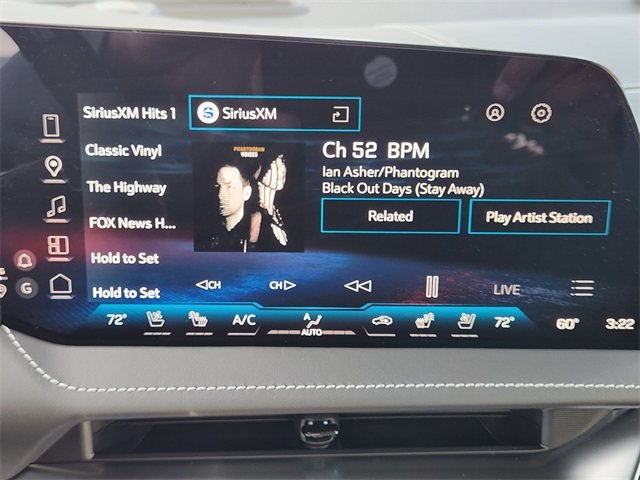 SiriusXM Hits 1
SiriusXM
Classic Vinyl
PHANTOGRAM
VOICES
Ch 52 BPM
The Highway
Ian Asher/Phantogram
Black Out Days (Stay Away)
FOX News H...
Related
Play Artist Station
Hold to Set
Hold to Set
CH
CH
LIVE
G
72°
A/C
AUTO
72°
60°
3:22